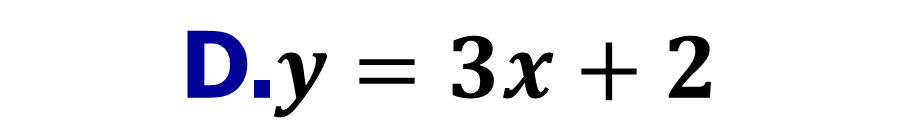 D.y = 3x + 2